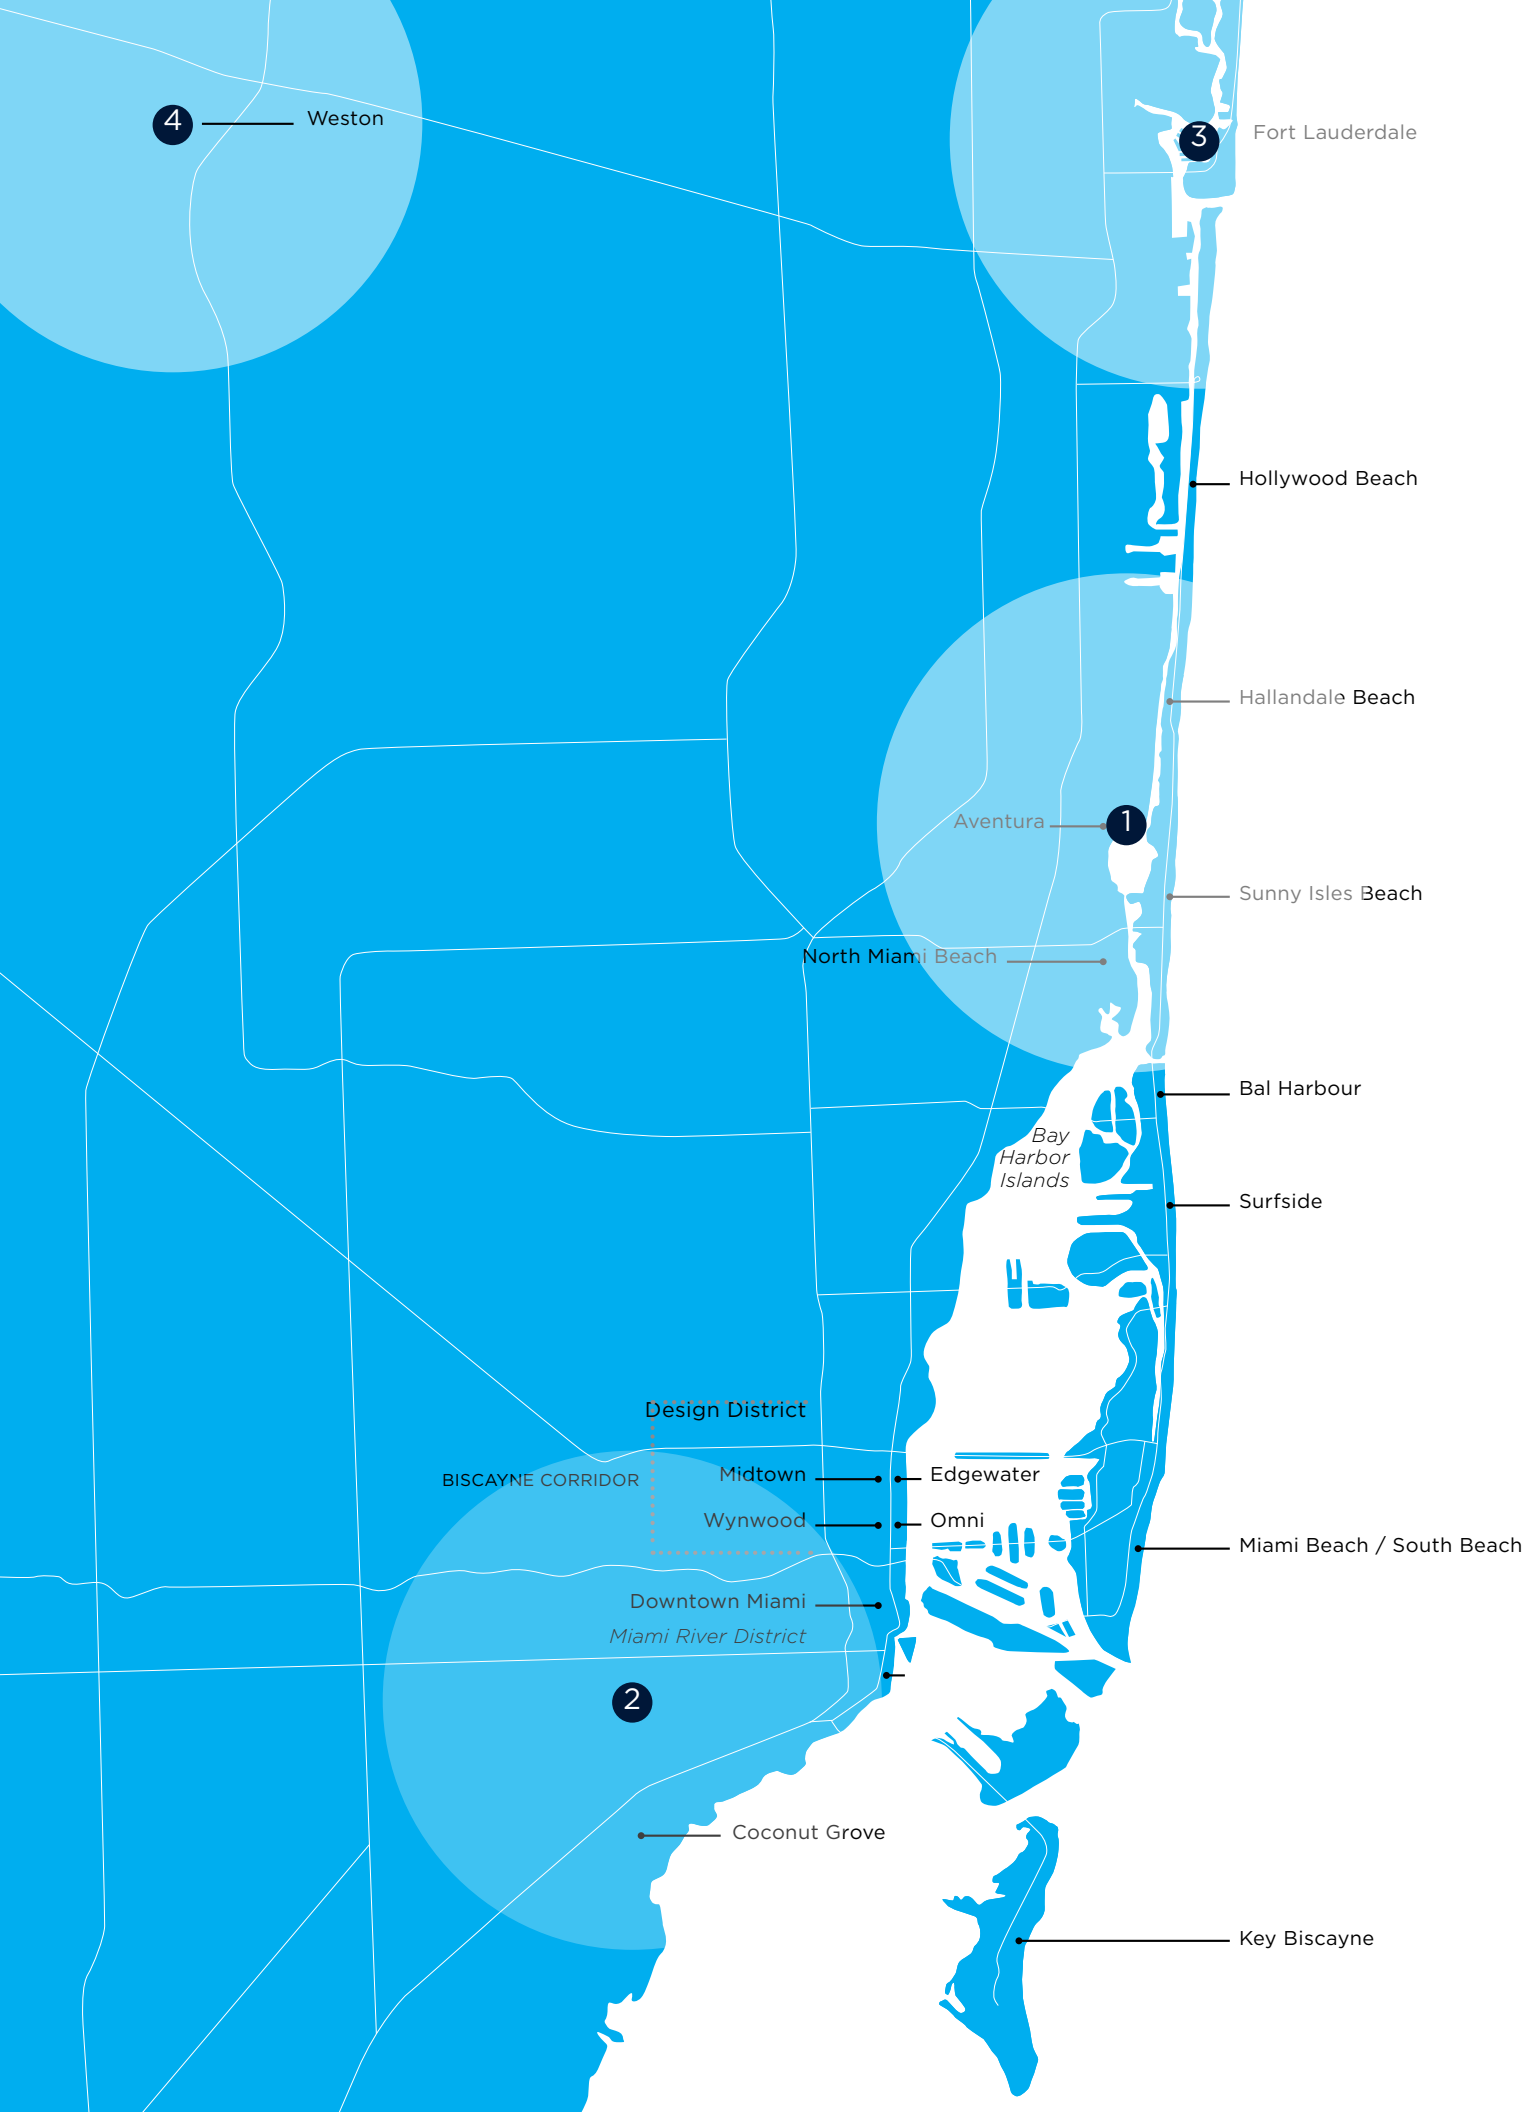 4
Weston
3
Fort Lauderdale
Hollywood Beach
Hallandale Beach
Aventura
1
Sunny Isles Beach
North Miami Beach
Bal Harbour
Bay
Harbor
Islands
Surfside
Design District
BISCAYNE CORRIDOR
Midtown
Edgewater
Wynwood
Omni
Miami Beach / South Beach
Downtown Miami
Miami River District
2
Coconut Grove
Key Biscayne